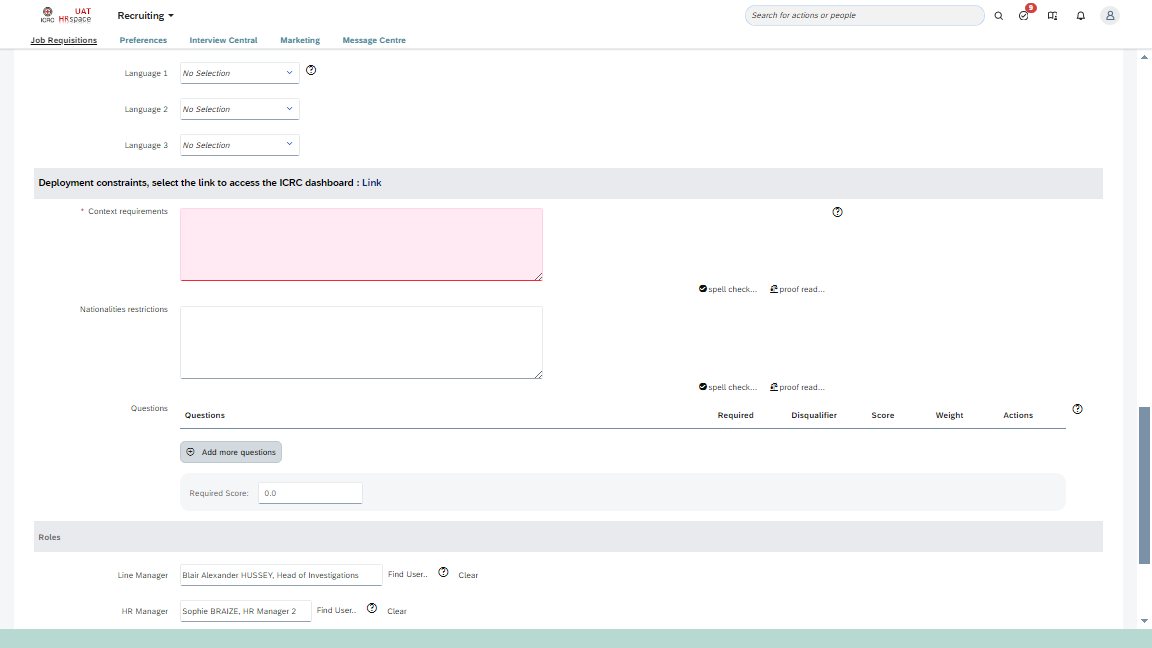 ICRC UAT HRspace Recruiting Search for actions or people 9
Job Requisitions Preferences Interview Central Marketing Message Centre
Language 1 No Selection
Language 2 No Selection
Language 3 No Selection
Deployment constraints, select the link to access the ICRC dashboard : Link
* Context requirements
spell check... proof read...
Nationalities restrictions
spell check... proof read...
Questions Questions Required Disqualifier Score Weight Actions
Add more questions
Required Score: 0.0
Roles
Line Manager Blair Alexander HUSSEY, Head of Investigations Find User.. Clear
HR Manager Sophie BRAIZE, HR Manager 2 Find User.. Clear